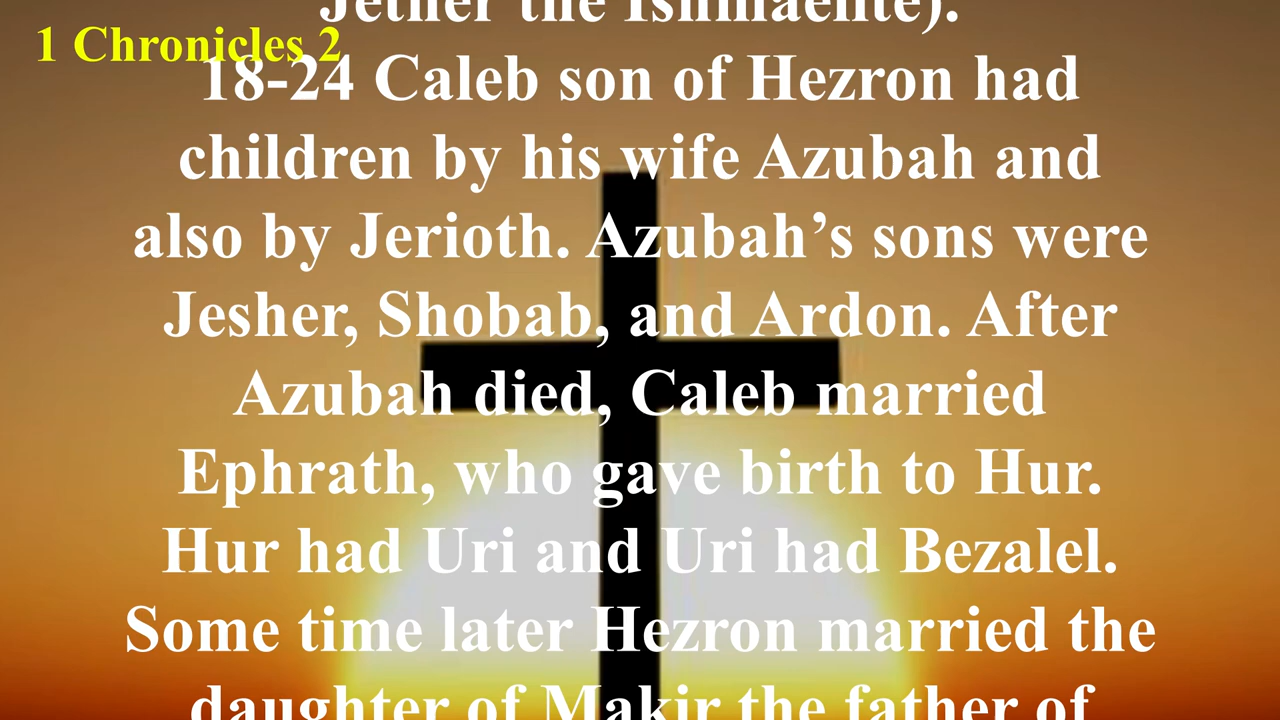 Jether the Ishmaelite).
1 Chronicles 2
18-24 Caleb son of Hezron had
children by his wife Azubah and
also by Jerioth. Azubah’s sons were
Jesher, Shobab, and Ardon. After
Azubah died, Caleb married
Ephrath, who gave birth to Hur.
Hur had Uri and Uri had Bezalel.
Some time later Hezron married the
daughter of Makir the father of